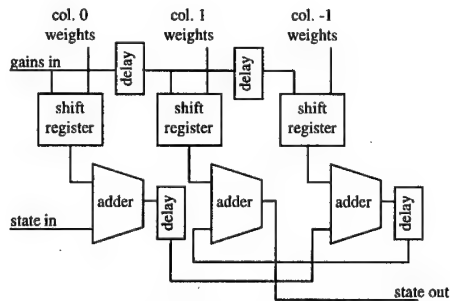 col. 0 col. 1 col. -1
weights weights weights
gains in
delay
delay
shift shift shift
register register register
adder adder adder
delay
delay
state in
state out